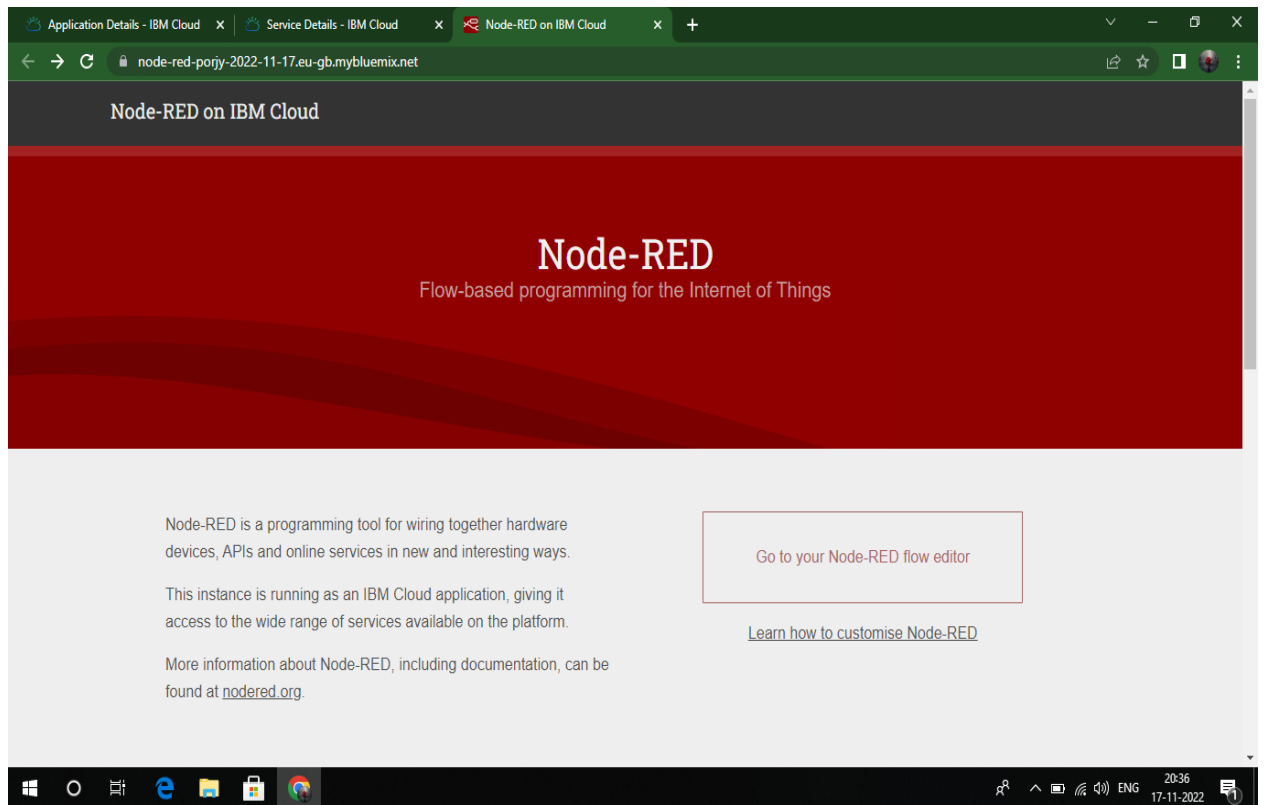 Application Details - IBM Cloud
Service Details - IBM Cloud
Node-RED on IBM Cloud
node-red-porjy-2022-11-17.eu-gb.mybluemix.net
Node-RED on IBM Cloud
Node-RED
Flow-based programming for the Internet of Things
Node-RED is a programming tool for wiring together hardware
devices, APIs and online services in new and interesting ways.
This instance is running as an IBM Cloud application, giving it
access to the wide range of services available on the platform.
More information about Node-RED, including documentation, can be
found at nodered.org.
Go to your Node-RED flow editor
Learn how to customise Node-RED
ENG
20:36
17-11-2022
1